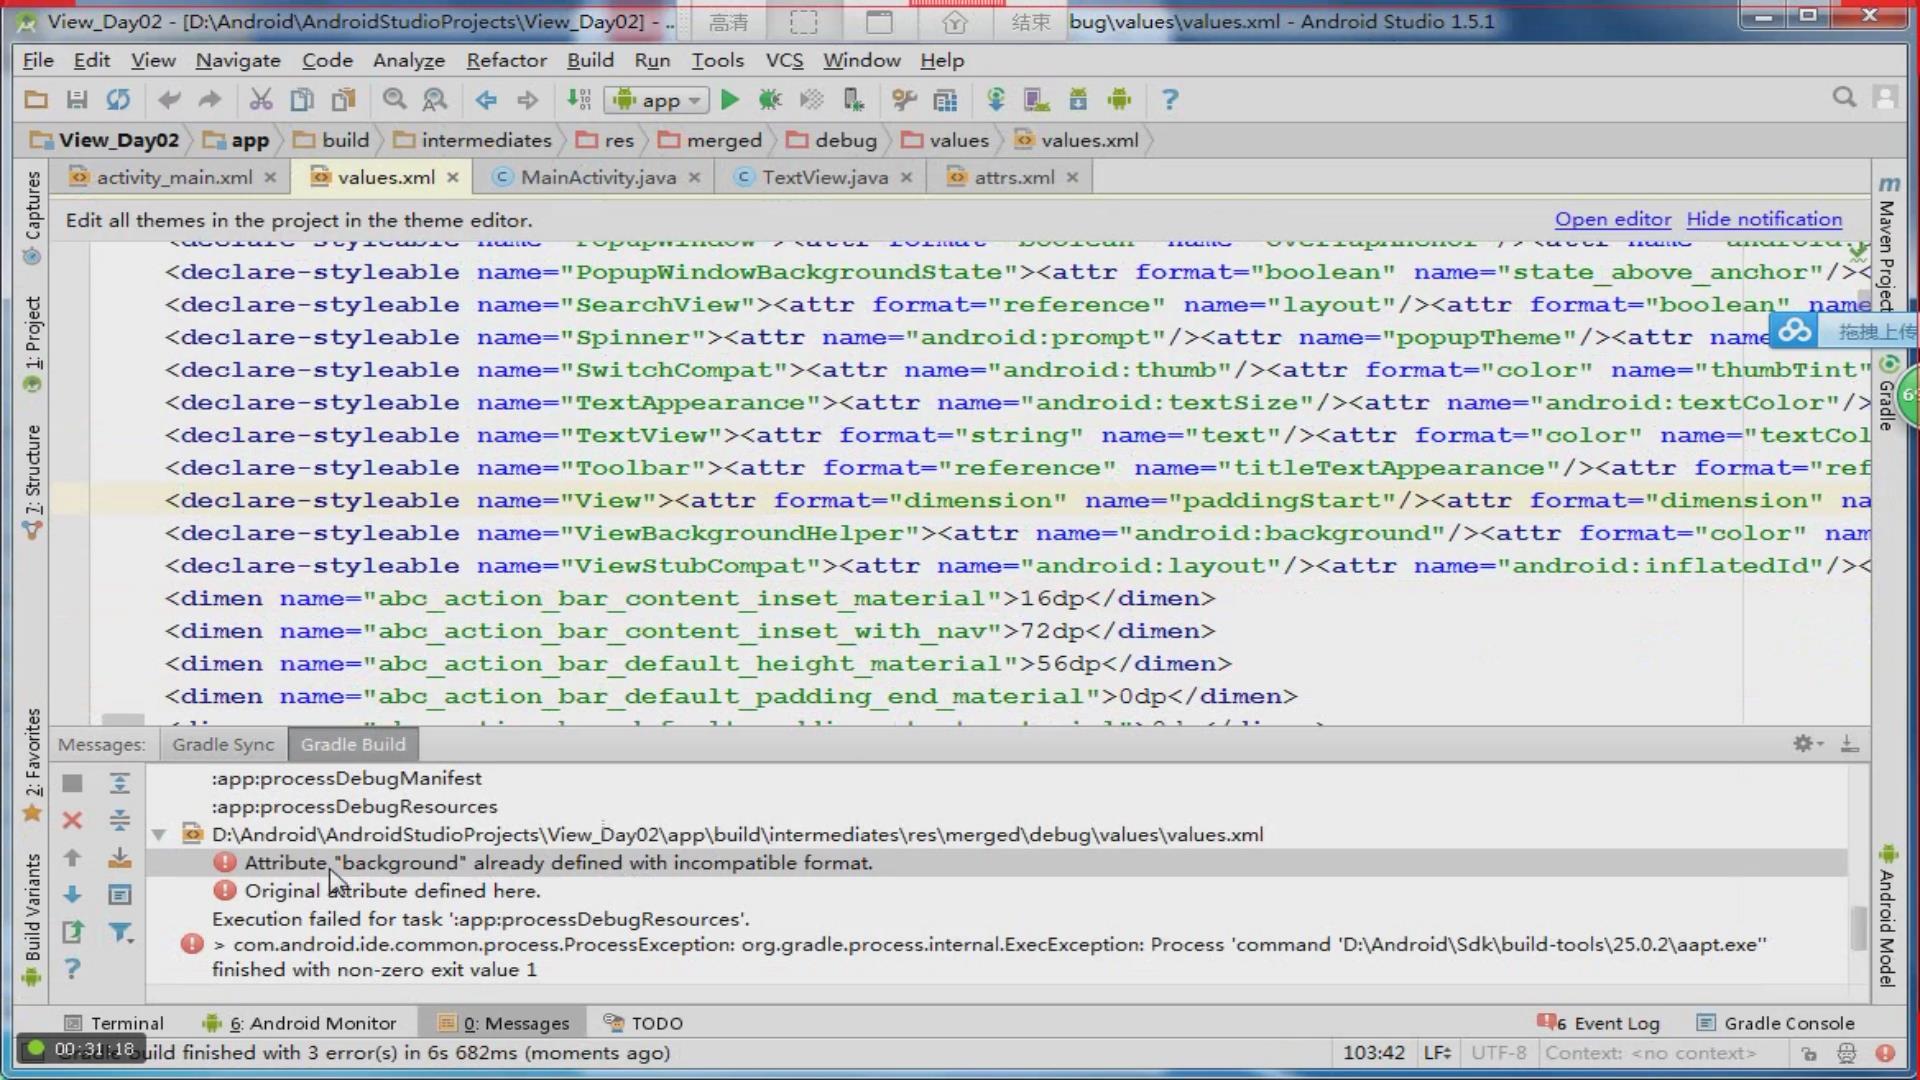 View_Day02 - [D:\Android\AndroidStudioProjects\View_Day02] - ..
高清
结束
bug\values\values.xml - Android Studio 1.5.1
File Edit View Navigate Code Analyze Refactor Build Run Tools VCS Window Help
app
View_Day02 app build intermediates res merged debug values values.xml
activity_main.xml values.xml MainActivity.java TextView.java attrs.xml
Edit all themes in the project in the theme editor.
Open editor Hide notification
<declare-styleable name="PopupWindow"><attr format="boolean" name="overlapAnchor"/><attr name="android:p
<declare-styleable name="PopupWindowBackgroundState"><attr format="boolean" name="state_above_anchor"/><
<declare-styleable name="SearchView"><attr format="reference" name="layout"/><attr format="boolean" name
<declare-styleable name="Spinner"><attr name="android:prompt"/><attr name="popupTheme"/><attr name
<declare-styleable name="SwitchCompat"><attr name="android:thumb"/><attr format="color" name="thumbTint"
<declare-styleable name="TextAppearance"><attr name="android:textSize"/><attr name="android:textColor"/>
<declare-styleable name="TextView"><attr format="string" name="text"/><attr format="color" name="textCol
<declare-styleable name="Toolbar"><attr format="reference" name="titleTextAppearance"/><attr format="ref
<declare-styleable name="View"><attr format="dimension" name="paddingStart"/><attr format="dimension" na
<declare-styleable name="ViewBackgroundHelper"><attr name="android:background"/><attr format="color" nam
<declare-styleable name="ViewStubCompat"><attr name="android:layout"/><attr name="android:inflatedId"/><
<dimen name="abc_action_bar_content_inset_material">16dp</dimen>
<dimen name="abc_action_bar_content_inset_with_nav">72dp</dimen>
<dimen name="abc_action_bar_default_height_material">56dp</dimen>
<dimen name="abc_action_bar_default_padding_end_material">0dp</dimen>
Captures
1: Project
7: Structure
2: Favorites
Build Variants
Maven Project
拖拽上传
Gradle
Android Model
Messages: Gradle Sync Gradle Build
:app:processDebugManifest
:app:processDebugResources
D:\Android\AndroidStudioProjects\View_Day02\app\build\intermediates\res\merged\debug\values\values.xml
Attribute "background" already defined with incompatible format.
Original attribute defined here.
Execution failed for task ':app:processDebugResources'.
> com.android.ide.common.process.ProcessException: org.gradle.process.internal.ExecException: Process 'command 'D:\Android\Sdk\build-tools\25.0.2\aapt.exe''
finished with non-zero exit value 1
Terminal 6: Android Monitor 0: Messages TODO
6 Event Log Gradle Console
00:31:18
Gradle build finished with 3 error(s) in 6s 682ms (moments ago)
103:42 LF UTF-8 Context: <no context>